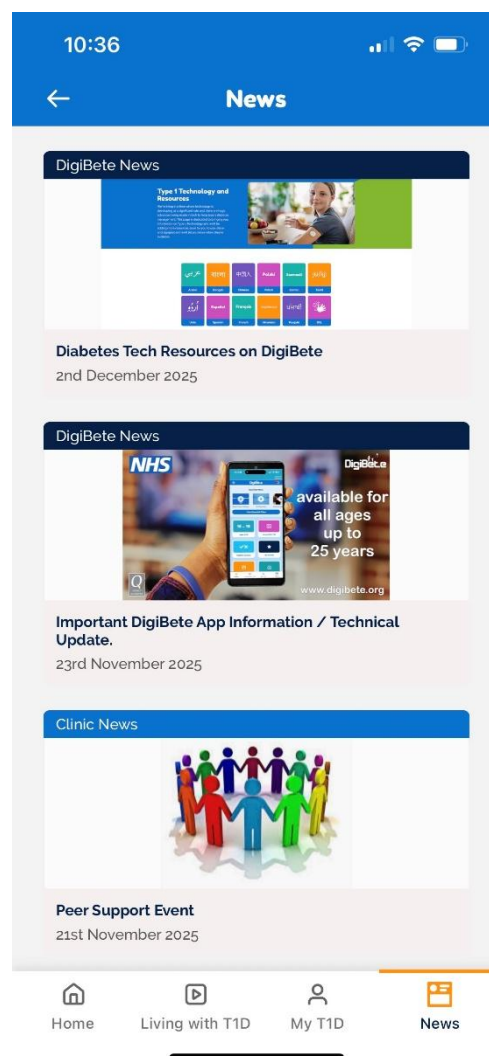 10:36
News
DigiBete News
Type 1 Technology and
Resources
Polski
Español
Français
Diabetes Tech Resources on DigiBete
2nd December 2025
DigiBete News
NHS
DigiBete
available for
all ages
up to
25 years
www.digibete.org
Important DigiBete App Information / Technical
Update.
23rd November 2025
Clinic News
Peer Support Event
21st November 2025
Home
Living with T1D
My T1D
News